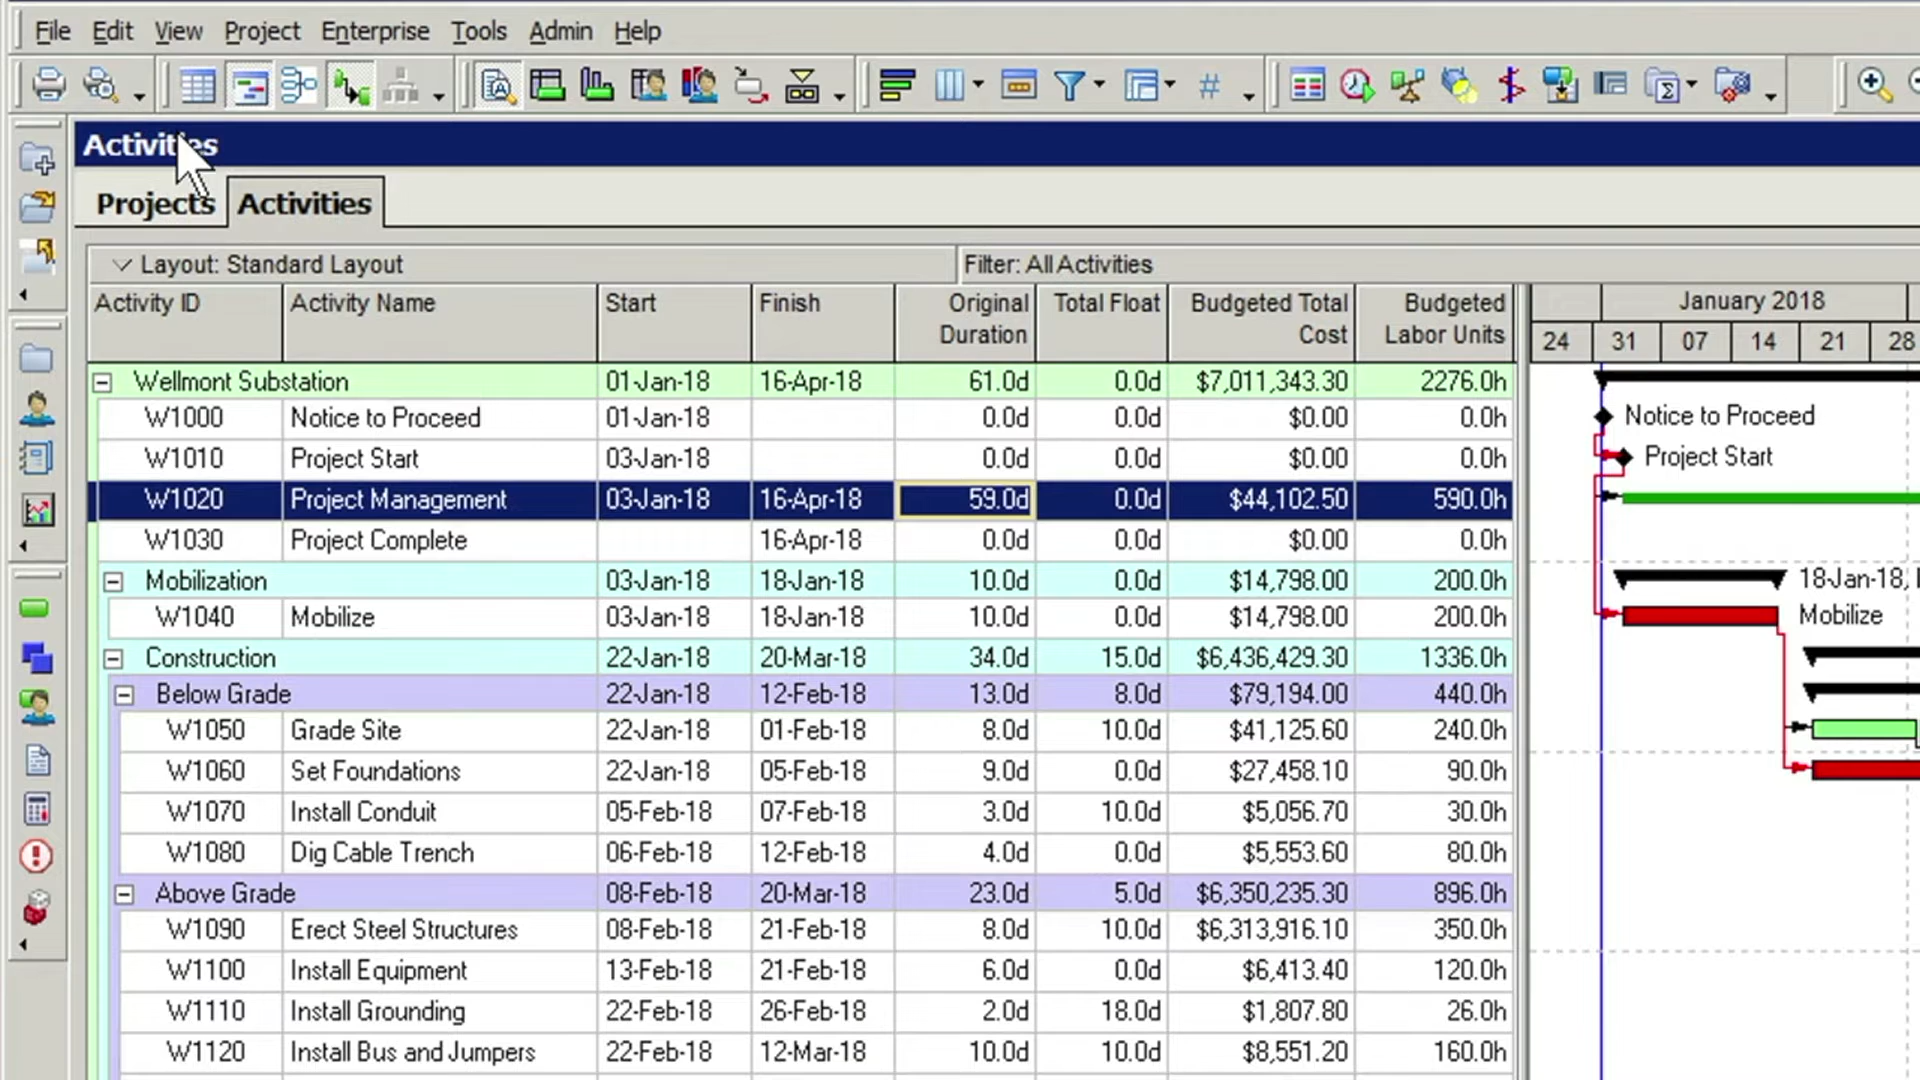 File Edit View Project Enterprise Tools Admin Help
Activities
Projects Activities
Layout: Standard Layout Filter: All Activities
Activity ID Activity Name Start Finish Original Duration Total Float Budgeted Total Cost Budgeted Labor Units January 2018
24 31 07 14 21 28
Wellmont Substation 01-Jan-18 16-Apr-18 61.0d 0.0d $7,011,343.30 2276.0h
W1000 Notice to Proceed 01-Jan-18 0.0d 0.0d $0.00 0.0h Notice to Proceed
W1010 Project Start 03-Jan-18 0.0d 0.0d $0.00 0.0h Project Start
W1020 Project Management 03-Jan-18 16-Apr-18 59.0d 0.0d $44,102.50 590.0h
W1030 Project Complete 16-Apr-18 0.0d 0.0d $0.00 0.0h
Mobilization 03-Jan-18 18-Jan-18 10.0d 0.0d $14,798.00 200.0h 18-Jan-18,
W1040 Mobilize 03-Jan-18 18-Jan-18 10.0d 0.0d $14,798.00 200.0h Mobilize
Construction 22-Jan-18 20-Mar-18 34.0d 15.0d $6,436,429.30 1336.0h
Below Grade 22-Jan-18 12-Feb-18 13.0d 8.0d $79,194.00 440.0h
W1050 Grade Site 22-Jan-18 01-Feb-18 8.0d 10.0d $41,125.60 240.0h
W1060 Set Foundations 22-Jan-18 05-Feb-18 9.0d 0.0d $27,458.10 90.0h
W1070 Install Conduit 05-Feb-18 07-Feb-18 3.0d 10.0d $5,056.70 30.0h
W1080 Dig Cable Trench 06-Feb-18 12-Feb-18 4.0d 0.0d $5,553.60 80.0h
Above Grade 08-Feb-18 20-Mar-18 23.0d 5.0d $6,350,235.30 896.0h
W1090 Erect Steel Structures 08-Feb-18 21-Feb-18 8.0d 10.0d $6,313,916.10 350.0h
W1100 Install Equipment 13-Feb-18 21-Feb-18 6.0d 0.0d $6,413.40 120.0h
W1110 Install Grounding 22-Feb-18 26-Feb-18 2.0d 18.0d $1,807.80 26.0h
W1120 Install Bus and Jumpers 22-Feb-18 12-Mar-18 10.0d 10.0d $8,551.20 160.0h